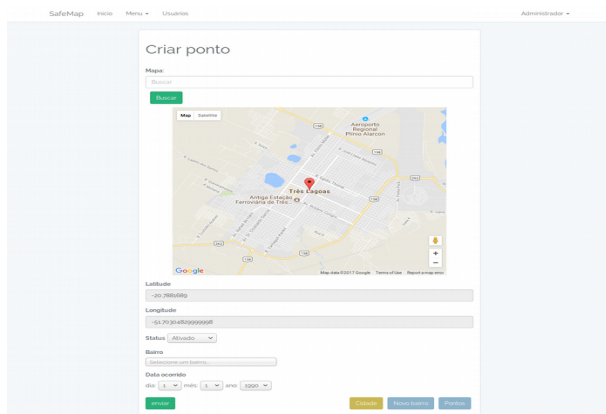 SafeMap Inicio Menu Usuarios Administrador
Criar ponto
Mapa:
Buscar
Buscar
Map Satellite
Aeroporto
Regional
Plínio Alarcon
Três Lagoas
Antiga Estação
Ferroviária de Três...
Google
Map data ©2017 Google Terms of Use Report a map error
Latitude
-20.7881689
Longitude
-51.70304829999998
Status Ativado
Bairro
Selecione um bairro...
Data ocorrido
dia: 1 mês: 1 ano: 1990
enviar Cidade Novo bairro Pontos